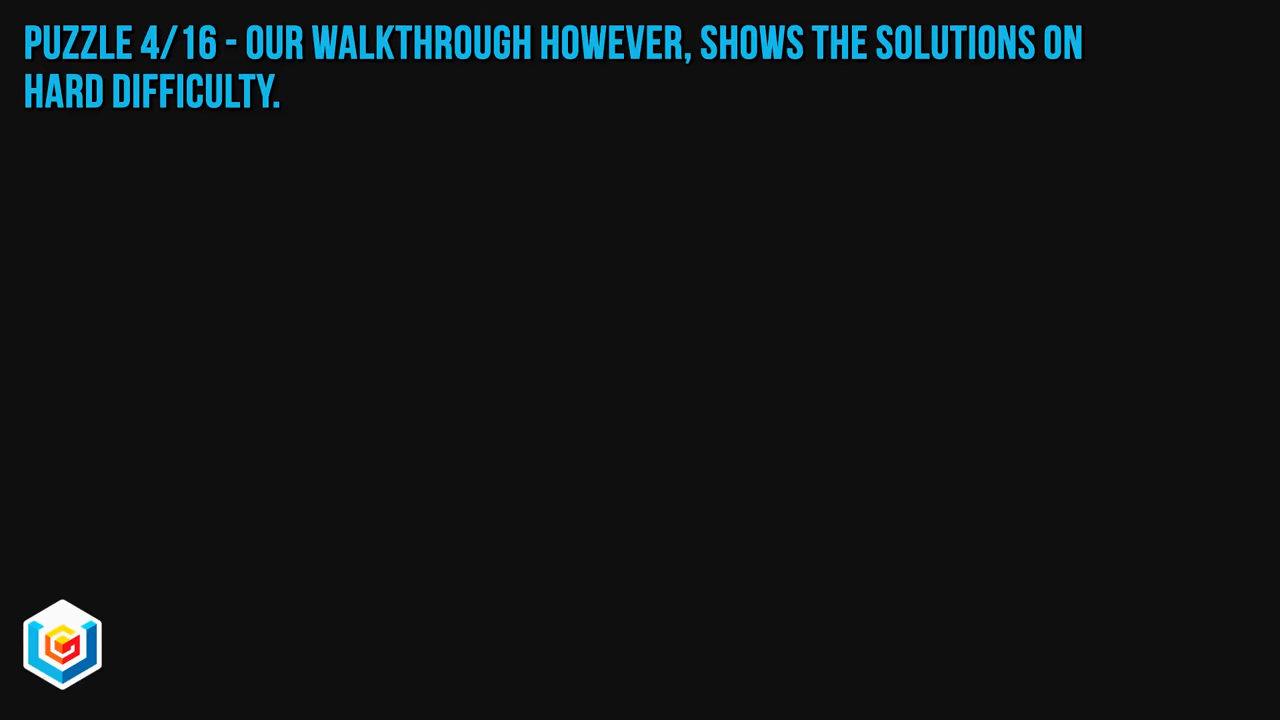 PUZZLE 4/16 - OUR WALKTHROUGH HOWEVER, SHOWS THE SOLUTIONS ON
HARD DIFFICULTY.